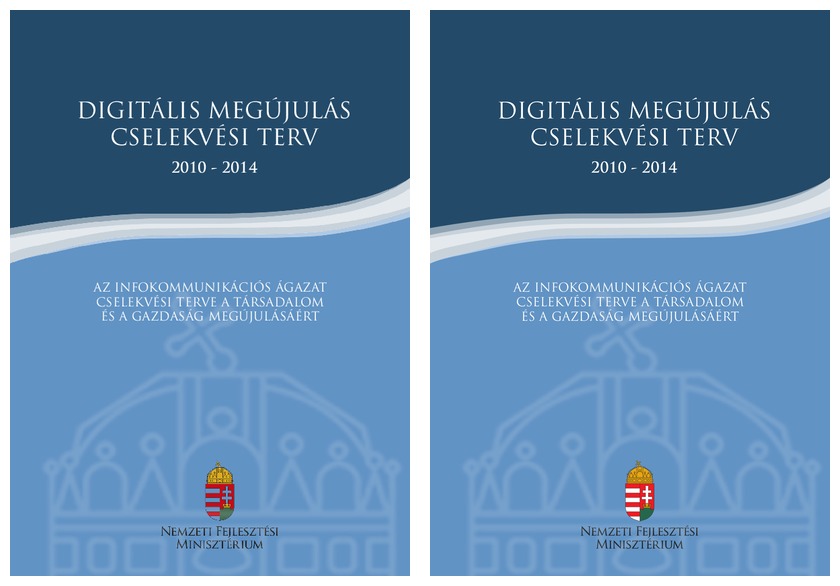 DIGITÁLIS MEGÚJULÁS
CSELEKVÉSI TERV
2010 - 2014
AZ INFOKOMMUNIKÁCIÓS ÁGAZAT
CSELEKVÉSI TERVE A TÁRSADALOM
ÉS A GAZDASÁG MEGÚJULÁSÁÉRT
NEMZETI FEJLESZTÉSI
MINISZTÉRIUM
DIGITÁLIS MEGÚJULÁS
CSELEKVÉSI TERV
2010 - 2014
AZ INFOKOMMUNIKÁCIÓS ÁGAZAT
CSELEKVÉSI TERVE A TÁRSADALOM
ÉS A GAZDASÁG MEGÚJULÁSÁÉRT
NEMZETI FEJLESZTÉSI
MINISZTÉRIUM